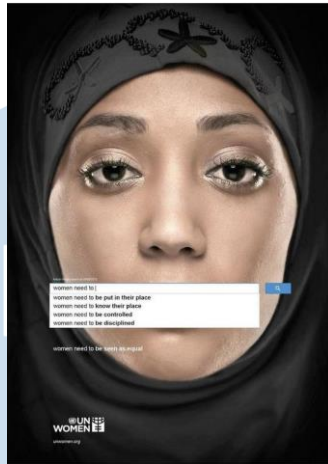 women need to
women need to be put in their place
women need to know their place
women need to be controlled
women need to be disciplined
women need to be seen as equal
UN
WOMEN
unwomen.org